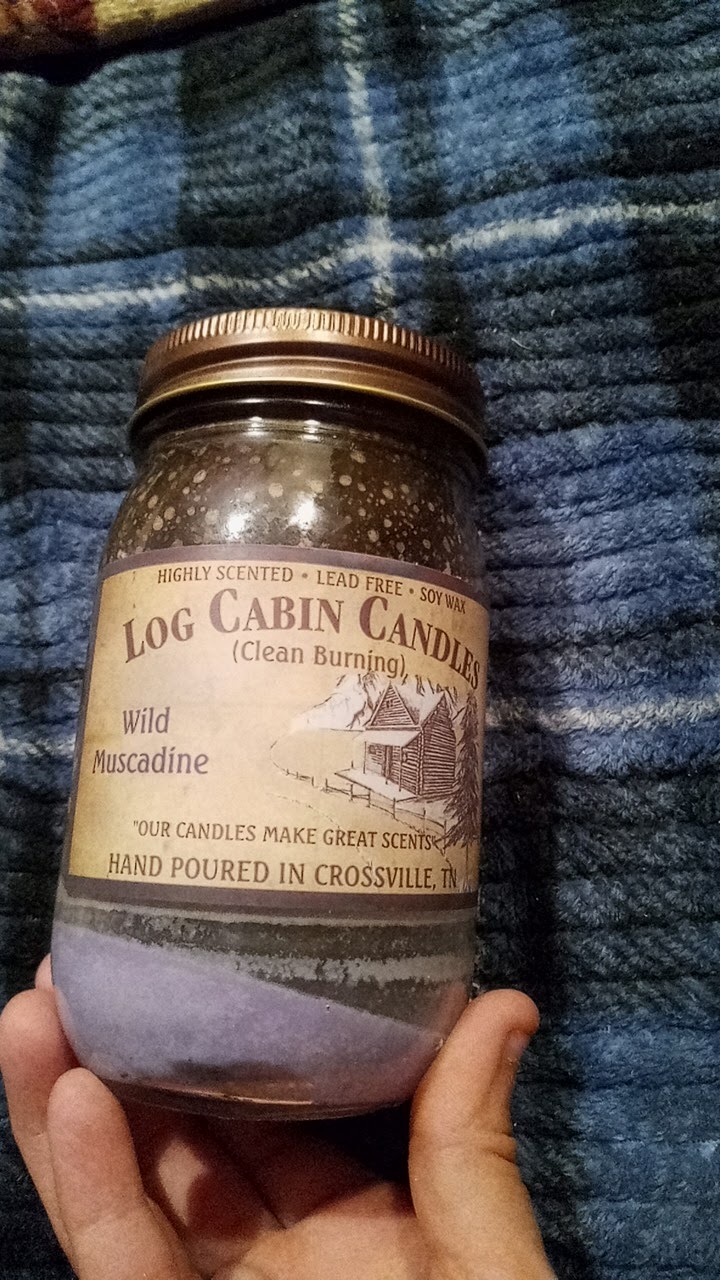 HIGHLY SCENTED • LEAD FREE • SOY WAX
LOG CABIN CANDLES
(Clean Burning)
Wild
Muscadine
"OUR CANDLES MAKE GREAT SCENTS"
HAND POURED IN CROSSVILLE, TN